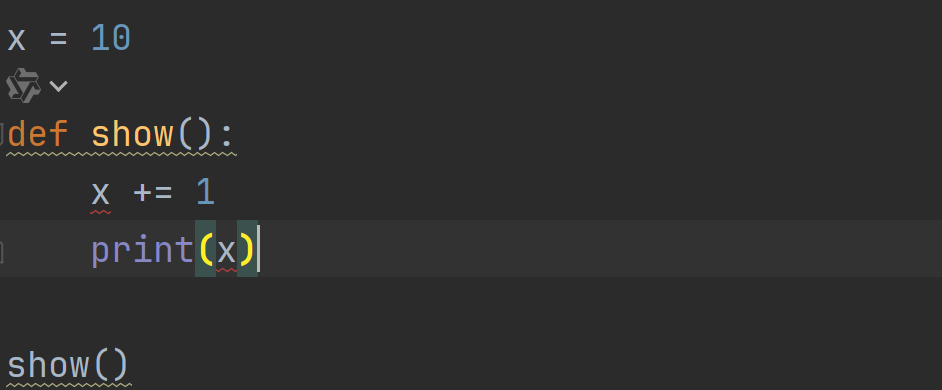 x = 10
def show():
    x += 1
    print(x)
show()